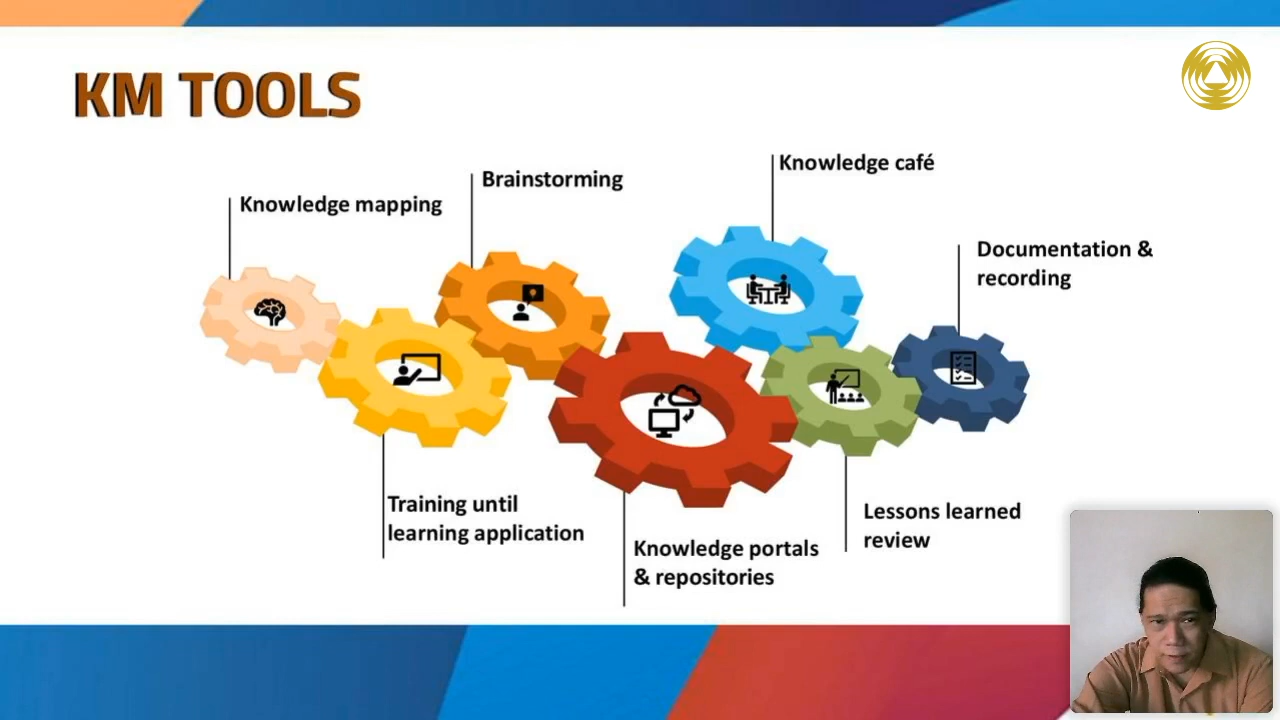 KM TOOLS
Knowledge mapping
Brainstorming
Knowledge café
Documentation &
recording
Training until
learning application
Knowledge portals
& repositories
Lessons learned
review